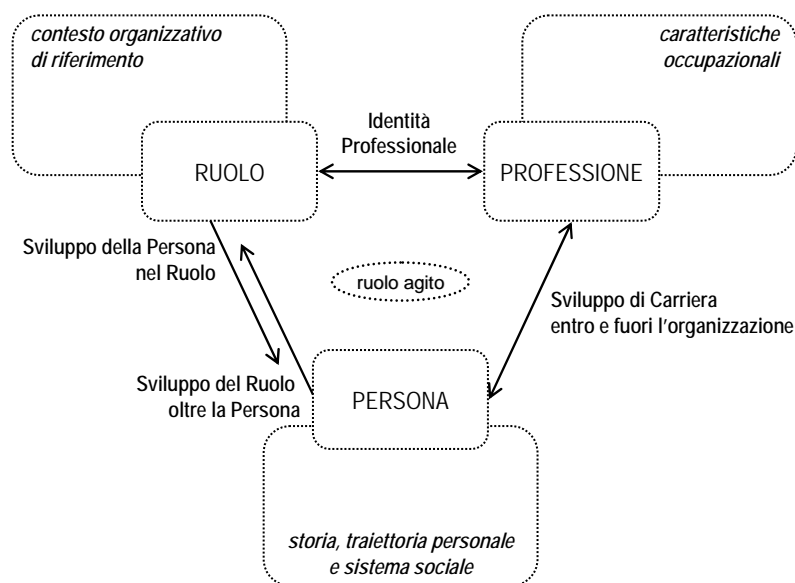 contesto organizzativo
di riferimento
caratteristiche
occupazionali
Identità
Professionale
RUOLO
PROFESSIONE
Sviluppo della Persona
nel Ruolo
ruolo agito
Sviluppo di Carriera
entro e fuori l'organizzazione
Sviluppo del Ruolo
oltre la Persona
PERSONA
storia, traiettoria personale
e sistema sociale